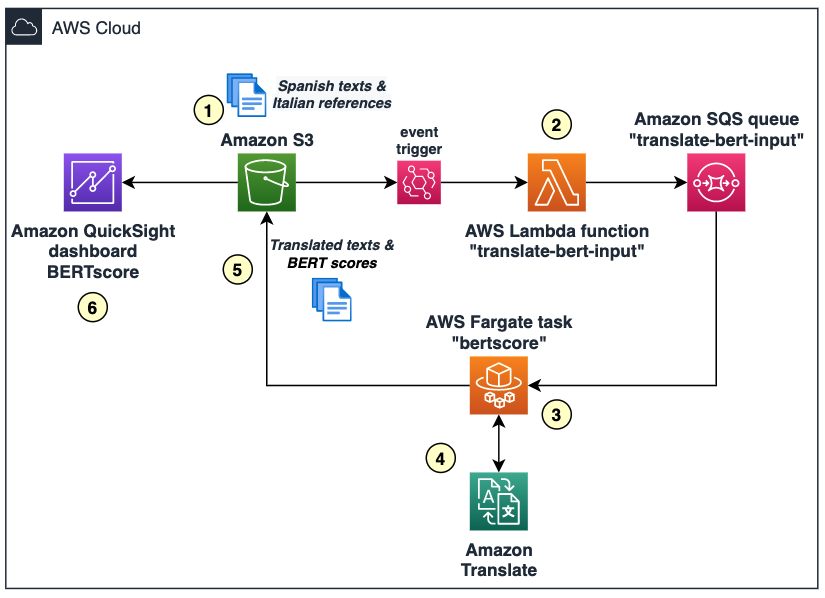 AWS Cloud
1
Spanish texts &
Italian references
Amazon S3
event
trigger
2
Amazon SQS queue
"translate-bert-input"
Amazon QuickSight
dashboard
BERTscore
6
AWS Lambda function
"translate-bert-input"
5
Translated texts &
BERT scores
AWS Fargate task
"bertscore"
3
4
A
文
Amazon
Translate